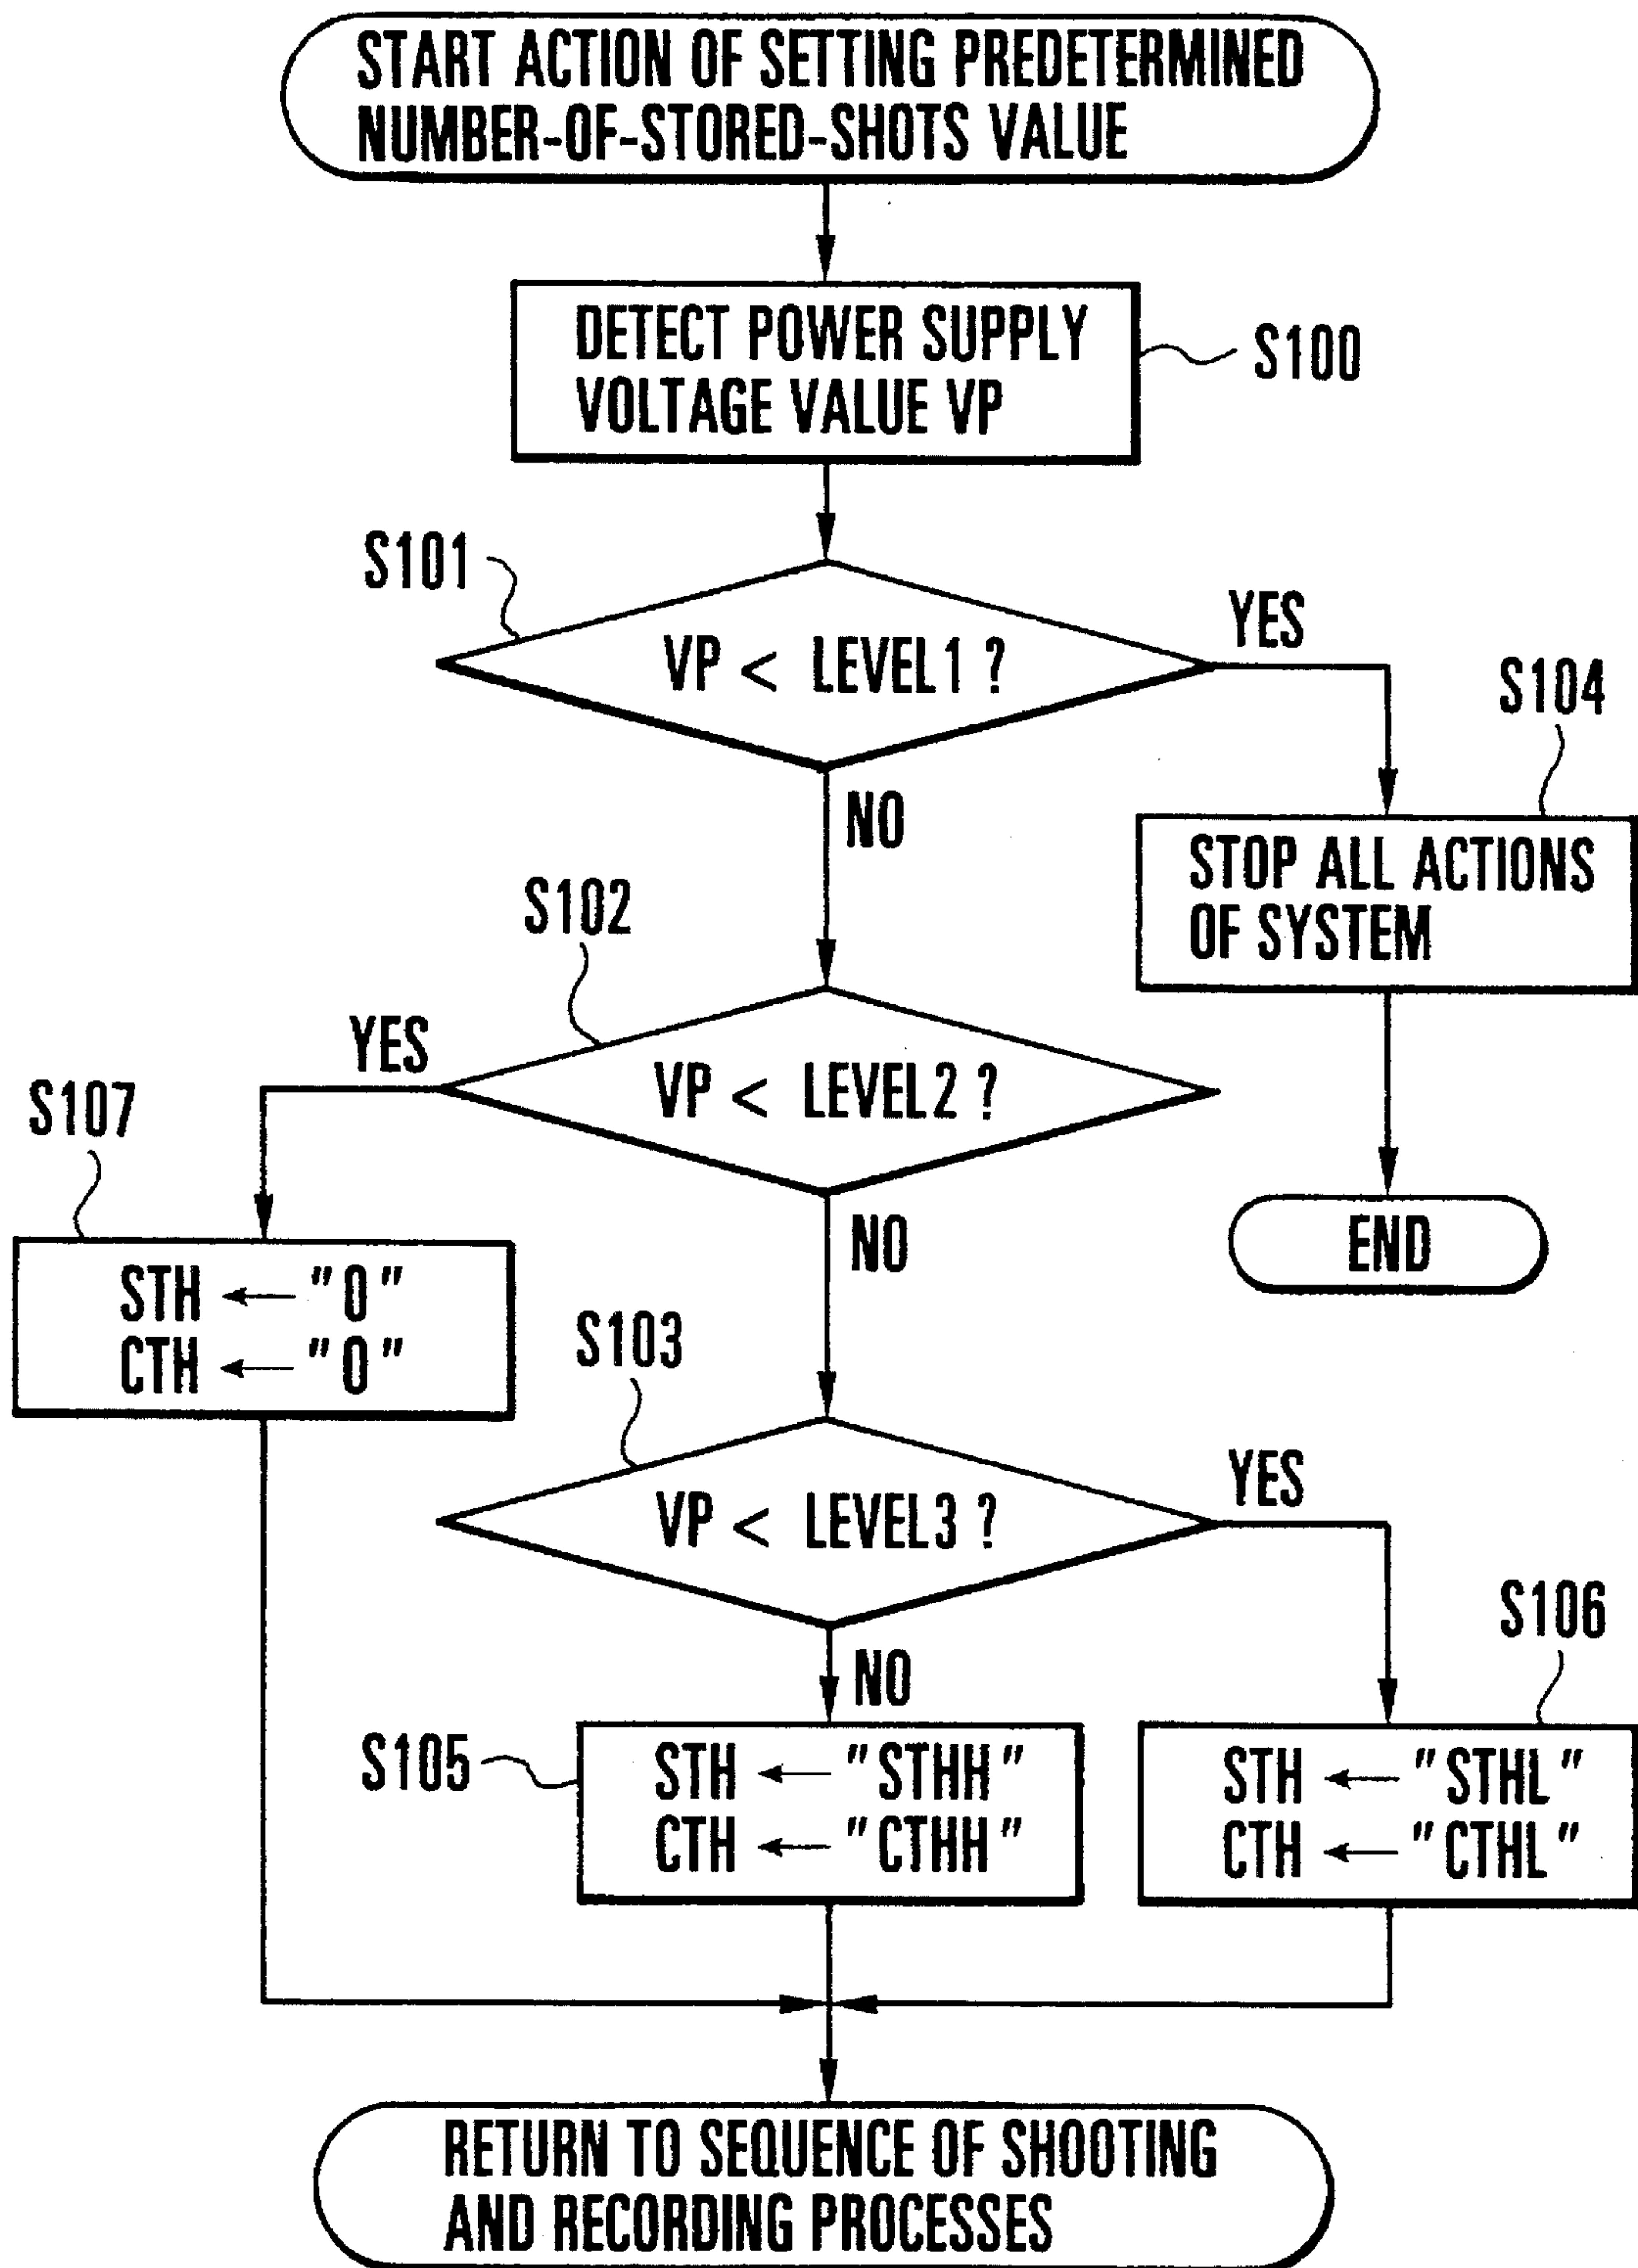 START ACTION OF SETTING PREDETERMINED
NUMBER-OF-STORED-SHOTS VALUE
DETECT POWER SUPPLY
VOLTAGE VALUE VP
S100
S101
VP < LEVEL1 ?
YES
NO
S104
STOP ALL ACTIONS
OF SYSTEM
END
S102
VP < LEVEL2 ?
YES
NO
S107
STH ← "0"
CTH ← "0"
S103
VP < LEVEL3 ?
YES
NO
S105
STH ← "STHH"
CTH ← "CTHH"
S106
STH ← "STHL"
CTH ← "CTHL"
RETURN TO SEQUENCE OF SHOOTING
AND RECORDING PROCESSES